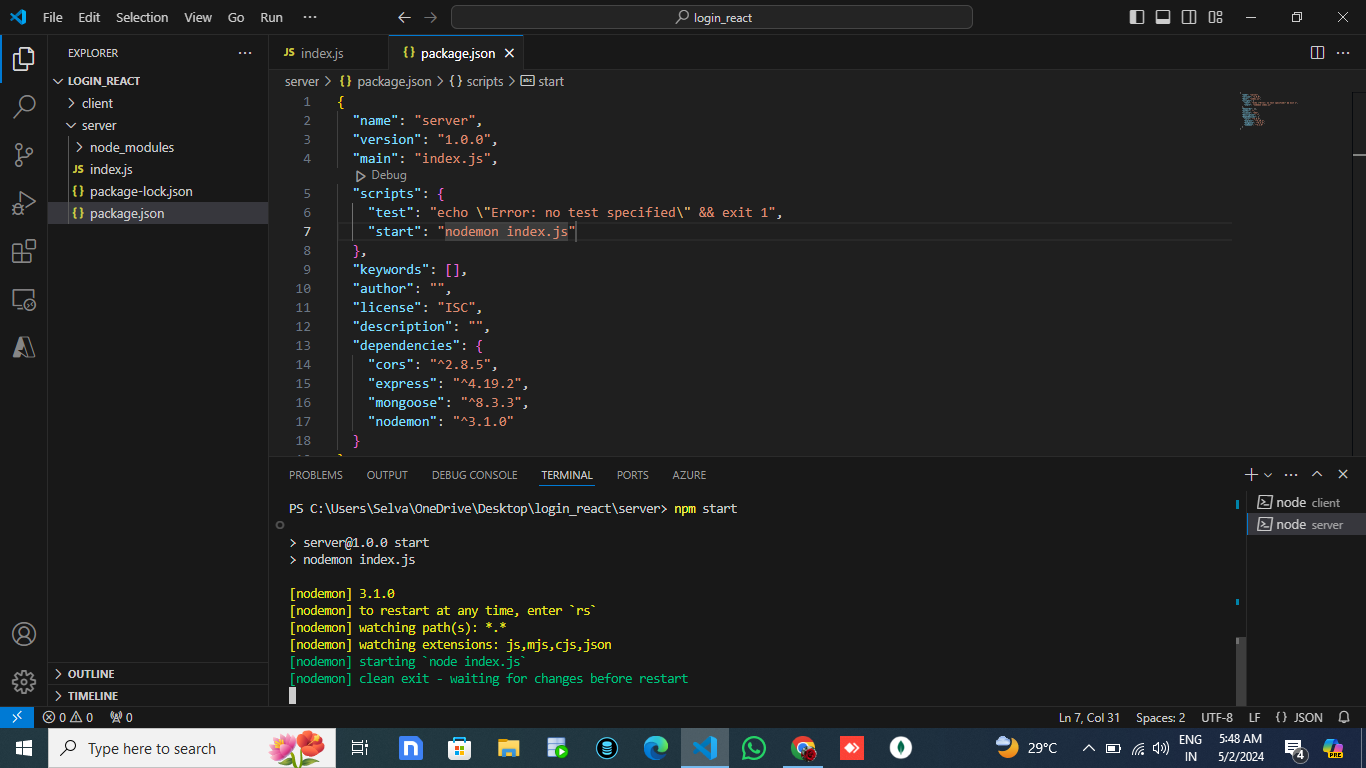 File Edit Selection View Go Run ··· login_react
EXPLORER ···
LOGIN_REACT
client
server
node_modules
JS index.js
{} package-lock.json
{} package.json
OUTLINE
TIMELINE
JS index.js {} package.json
server > {} package.json > {} scripts > abc start
1 {
2 "name": "server",
3 "version": "1.0.0",
4 "main": "index.js",
Debug
5 "scripts": {
6 "test": "echo \"Error: no test specified\" && exit 1",
7 "start": "nodemon index.js"
8 },
9 "keywords": [],
10 "author": "",
11 "license": "ISC",
12 "description": "",
13 "dependencies": {
14 "cors": "^2.8.5",
15 "express": "^4.19.2",
16 "mongoose": "^8.3.3",
17 "nodemon": "^3.1.0"
18 }
PROBLEMS OUTPUT DEBUG CONSOLE TERMINAL PORTS AZURE
PS C:\Users\Selva\OneDrive\Desktop\login_react\server> npm start
> server@1.0.0 start
> nodemon index.js
[nodemon] 3.1.0
[nodemon] to restart at any time, enter `rs`
[nodemon] watching path(s): *.*
[nodemon] watching extensions: js,mjs,cjs,json
[nodemon] starting `node index.js`
[nodemon] clean exit - waiting for changes before restart
node client
node server
0 0 0 Ln 7, Col 31 Spaces: 2 UTF-8 LF {} JSON
Type here to search
29°C
ENG
IN
5:48 AM
5/2/2024
4
PRE